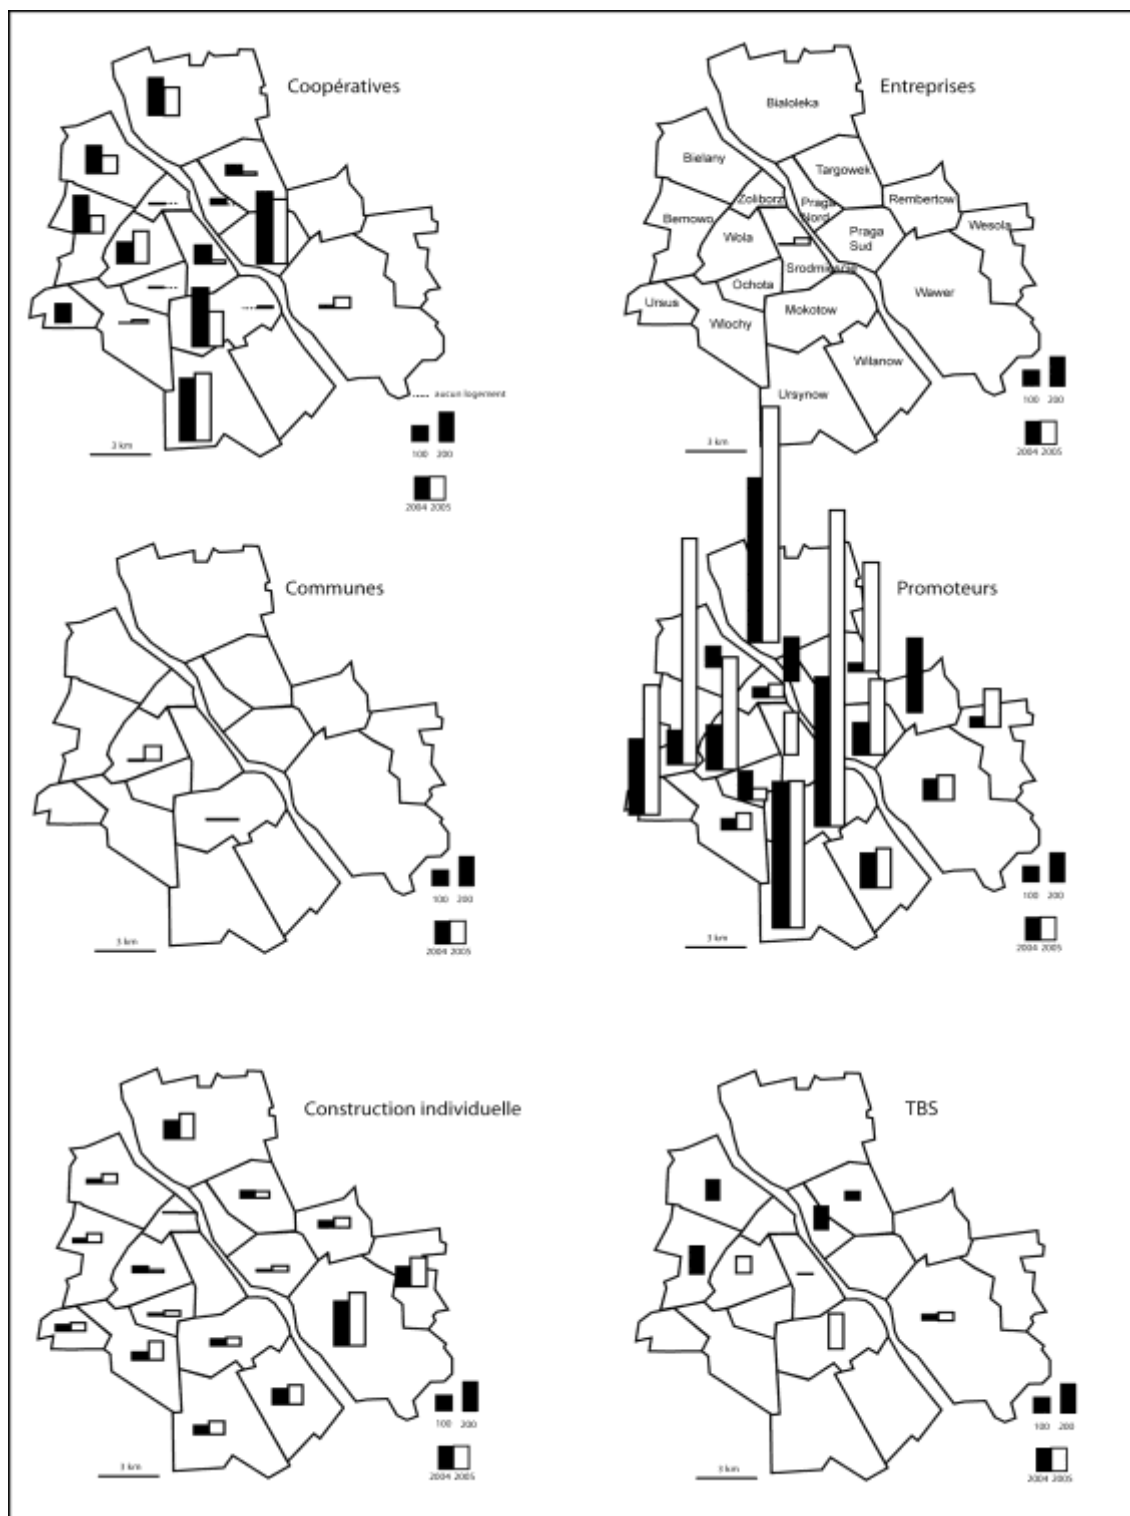 Coopératives
aucun logement
3 km
100 200
2004 2005
Entreprises
Bialoleka
Bielany
Targowek
Zoliborz
Praga
Nord
Rembertow
Bemowo
Wola
Praga
Sud
Wesola
Srodmiescie
Ochota
Wawer
Ursus
Wlochy
Mokotow
Wilanow
Ursynow
3 km
100 200
2004 2005
Communes
3 km
100 200
2004 2005
Promoteurs
3 km
100 200
2004 2005
Construction individuelle
3 km
100 200
2004 2005
TBS
3 km
100 200
2004 2005